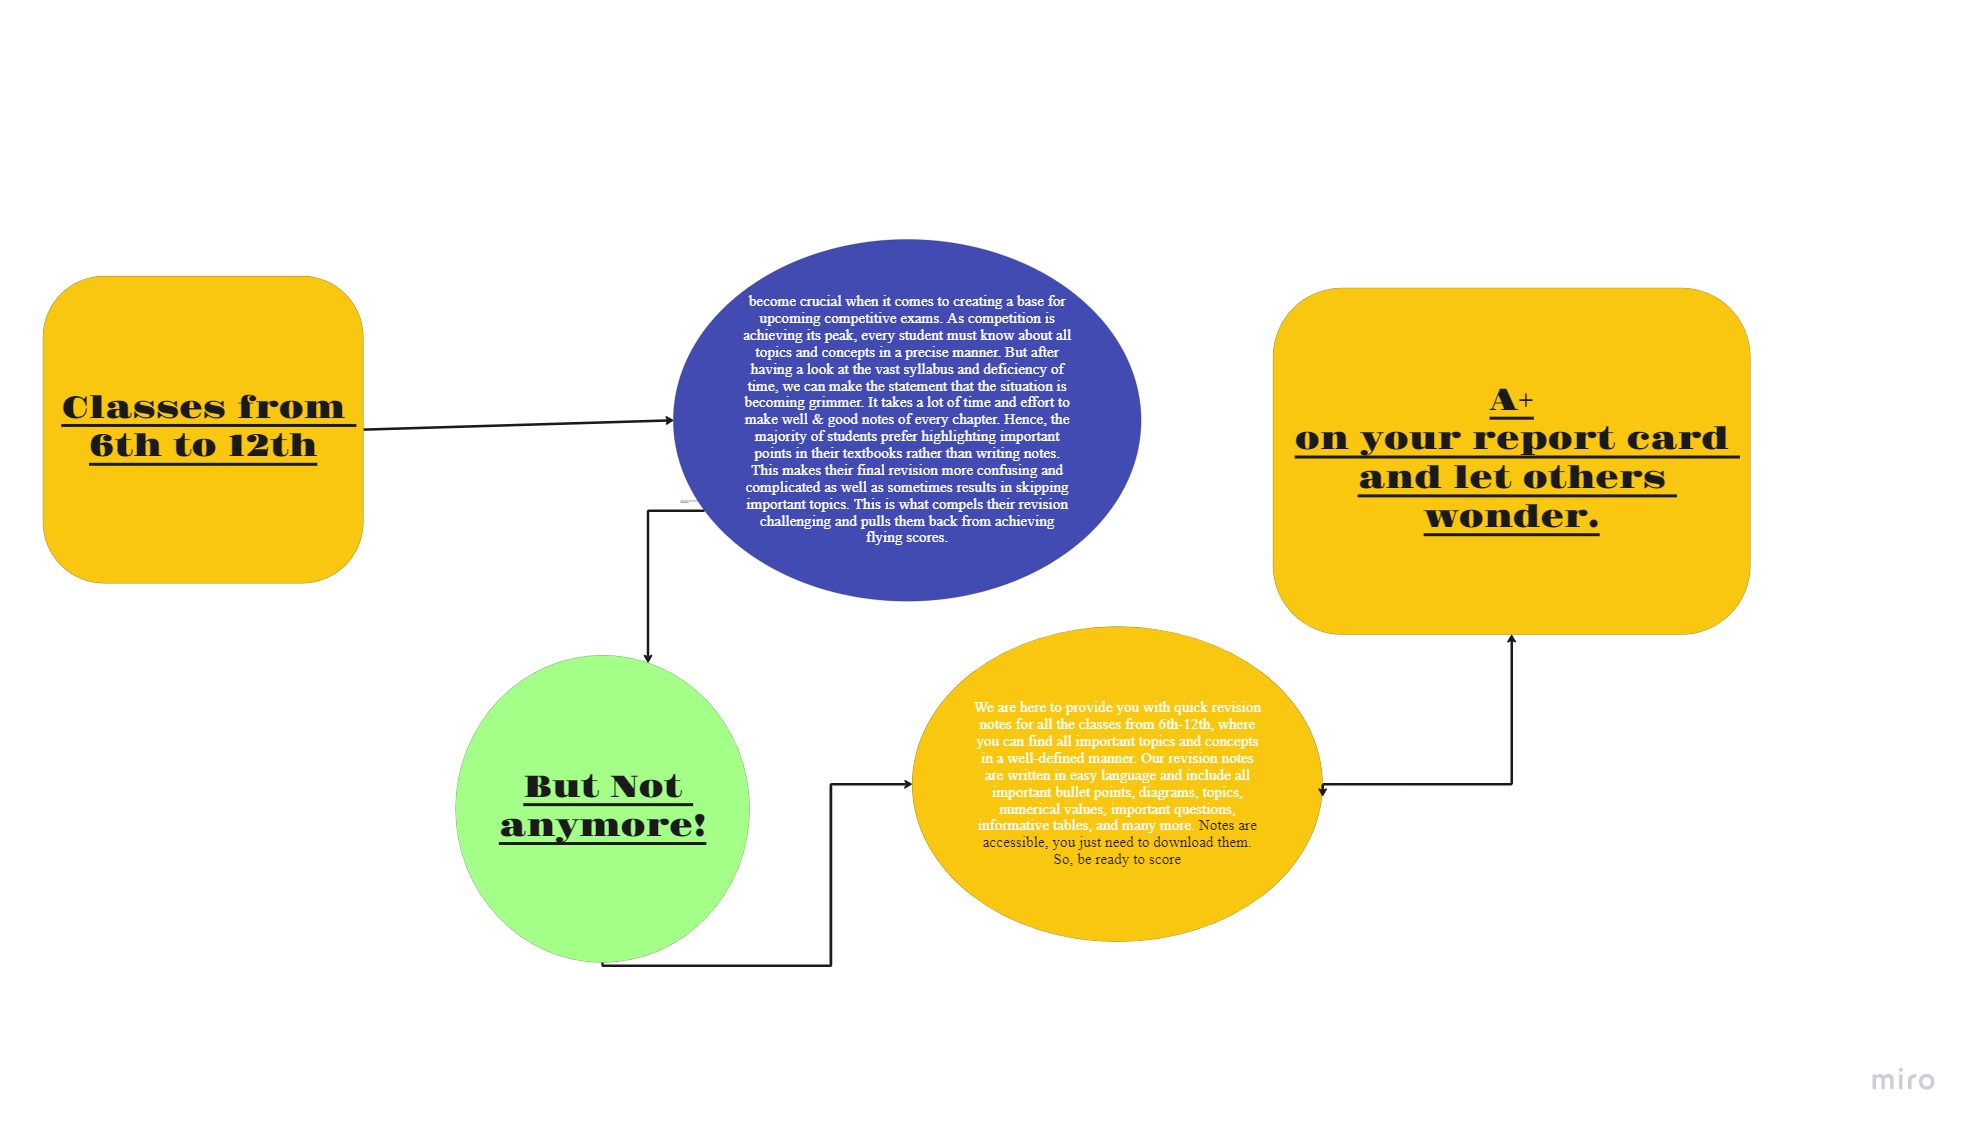 Classes from
6th to 12th
become crucial when it comes to creating a base for
upcoming competitive exams. As competition is
achieving its peak, every student must know about all
topics and concepts in a precise manner. But after
having a look at the vast syllabus and deficiency of
time, we can make the statement that the situation is
becoming grimmer. It takes a lot of time and effort to
make well & good notes of every chapter. Hence, the
majority of students prefer highlighting important
points in their textbooks rather than writing notes.
This makes their final revision more confusing and
complicated as well as sometimes results in skipping
important topics. This is what compels their revision
challenging and pulls them back from achieving
flying scores.
But Not
anymore!
We are here to provide you with quick revision
notes for all the classes from 6th-12th, where
you can find all important topics and concepts
in a well-defined manner. Our revision notes
are written in easy language and include all
important bullet points, diagrams, topics,
numerical values, important questions,
informative tables, and many more. Notes are
accessible, you just need to download them.
So, be ready to score
A+
on your report card
and let others
wonder.
miro